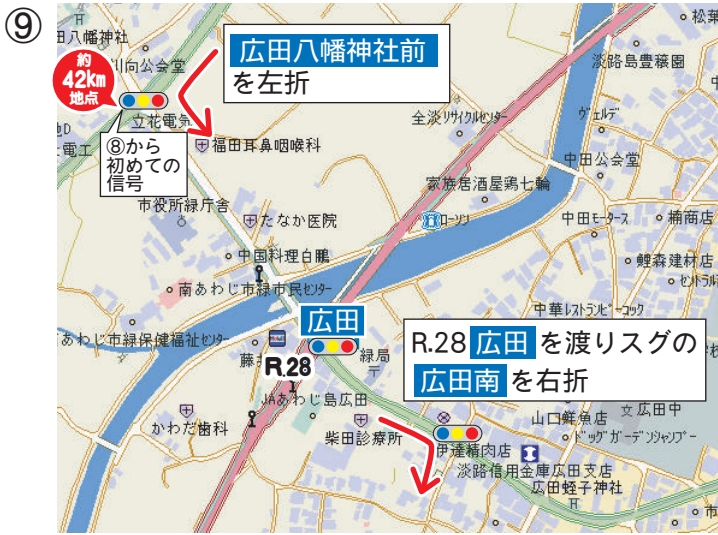 ⑨
田八幡神社
川向公会堂
約
42km
地点
広田八幡神社前
を左折
松葉
淡路島豊穣園
立花電気
電工
⑧から
初めての
信号
福田耳鼻咽喉科
全淡リサイクルセンター
ヴェルデ
中田公会堂
家族居酒屋鶏七輪
市役所緑庁舎
たなか医院
ローソン
中田モータース
楠商店
中国料理白鵬
鯉森建材店
セントラル
南あわじ市緑市民センター
広田
中華レストランピーコック
あわじ市緑保健福祉センター
藤
R.28
緑局
R.28 広田 を渡りスグの
広田南 を右折
JAあわじ島広田
かわだ歯科
柴田診療所
山口鮮魚店
広田中
伊達精肉店
ドッグガーデンジャンプー
淡路信用金庫広田支店
広田蛭子神社
市